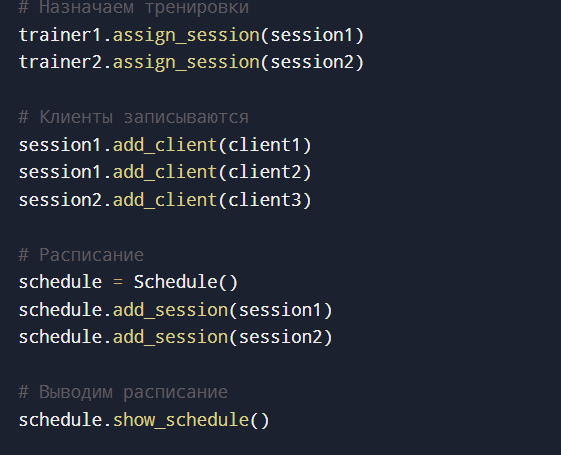 # Назначаем тренировки
trainer1.assign_session(session1)
trainer2.assign_session(session2)
# Клиенты записываются
session1.add_client(client1)
session1.add_client(client2)
session2.add_client(client3)
# Расписание
schedule = Schedule()
schedule.add_session(session1)
schedule.add_session(session2)
# Выводим расписание
schedule.show_schedule()